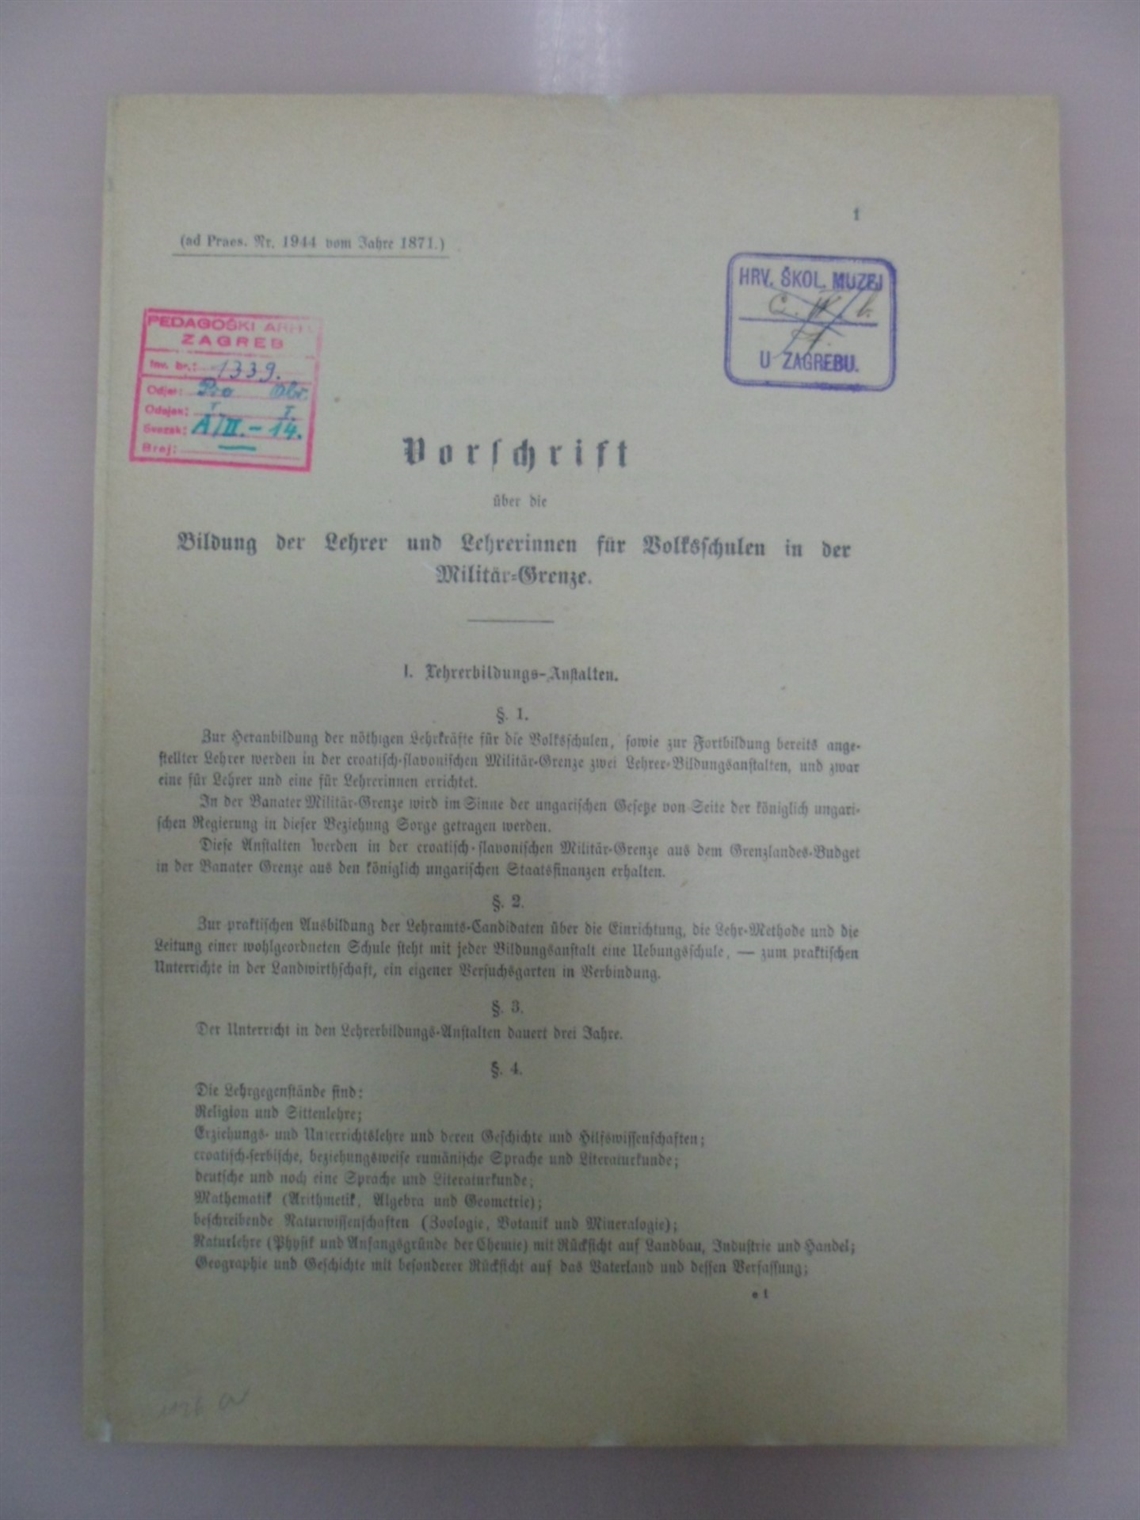 1
(ad Praes. Nr. 1944 vom Jahre 1871.)
HRV. ŠKOL. MUZEJ
U ZAGREBU.
PEDAGOŠKI
ZAGREB
Inv. br.: 1339.
Odjel:
Odsjek: I.
Svezak: A/II. - 14.
Broj: —
Vorschrift
über die
Bildung der Lehrer und Lehrerinnen für Volksschulen in der
Militär-Grenze.
I. Lehrerbildungs-Anstalten.
§. 1.
Zur Heranbildung der nöthigen Lehrkräfte für die Volksschulen, sowie zur Fortbildung bereits ange-
stellter Lehrer werden in der croatisch-slavonischen Militär-Grenze zwei Lehrer-Bildungsanstalten, und zwar
eine für Lehrer und eine für Lehrerinnen errichtet.
In der Banater Militär-Grenze wird im Sinne der ungarischen Gesetze von Seite der königlich ungari-
schen Regierung in dieser Beziehung Sorge getragen werden.
Diese Anstalten werden in der croatisch-slavonischen Militär-Grenze aus dem Grenzlandes-Budget
in der Banater Grenze aus den königlich ungarischen Staatsfinanzen erhalten.
§. 2.
Zur praktischen Ausbildung der Lehramts-Candidaten über die Einrichtung, die Lehr-Methode und die
Leitung einer wohlgeordneten Schule steht mit jeder Bildungsanstalt eine Uebungsschule, — zum praktischen
Unterrichte in der Landwirthschaft, ein eigener Versuchsgarten in Verbindung.
§. 3.
Der Unterricht in den Lehrerbildungs-Anstalten dauert drei Jahre.
§. 4.
Die Lehrgegenstände sind:
Religion und Sittenlehre;
Erziehungs- und Unterrichtslehre und deren Geschichte und Hilfswissenschaften;
croatisch-serbische, beziehungsweise rumänische Sprache und Literaturkunde;
deutsche und noch eine Sprache und Literaturkunde;
Mathematik (Arithmetik, Algebra und Geometrie);
beschreibende Naturwissenschaften (Zoologie, Botanik und Mineralogie);
Naturlehre (Physik und Anfangsgründe der Chemie) mit Rücksicht auf Landbau, Industrie und Handel;
Geographie und Geschichte mit besonderer Rücksicht auf das Vaterland und dessen Verfassung;
1